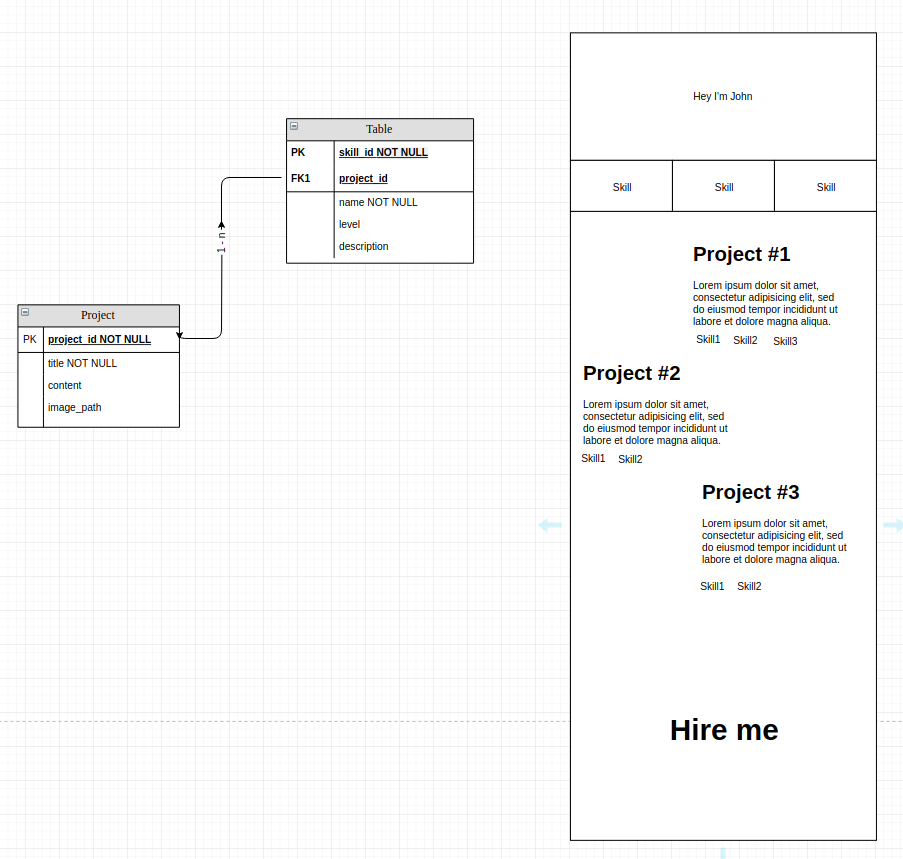 Table
PK skill_id NOT NULL
FK1 project_id
name NOT NULL
level
description
1 - n
Project
PK project_id NOT NULL
title NOT NULL
content
image_path
Hey I'm John
Skill Skill Skill
Project #1
Lorem ipsum dolor sit amet,
consectetur adipisicing elit, sed
do eiusmod tempor incididunt ut
labore et dolore magna aliqua.
Skill1 Skill2 Skill3
Project #2
Lorem ipsum dolor sit amet,
consectetur adipisicing elit, sed
do eiusmod tempor incididunt ut
labore et dolore magna aliqua.
Skill1 Skill2
Project #3
Lorem ipsum dolor sit amet,
consectetur adipisicing elit, sed
do eiusmod tempor incididunt ut
labore et dolore magna aliqua.
Skill1 Skill2
Hire me